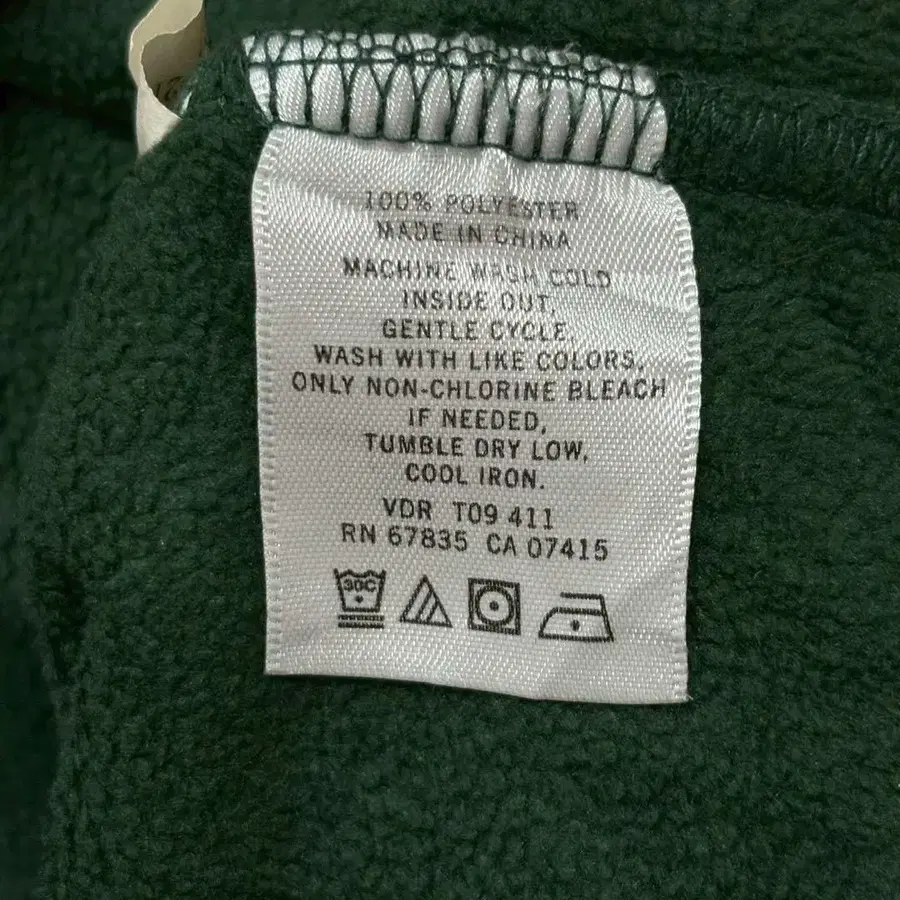 100% POLYESTER
MADE IN CHINA
MACHINE WASH COLD
INSIDE OUT,
GENTLE CYCLE,
WASH WITH LIKE COLORS,
ONLY NON-CHLORINE BLEACH
IF NEEDED,
TUMBLE DRY LOW,
COOL IRON.
VDR T09 411
RN 67835 CA 07415
30C